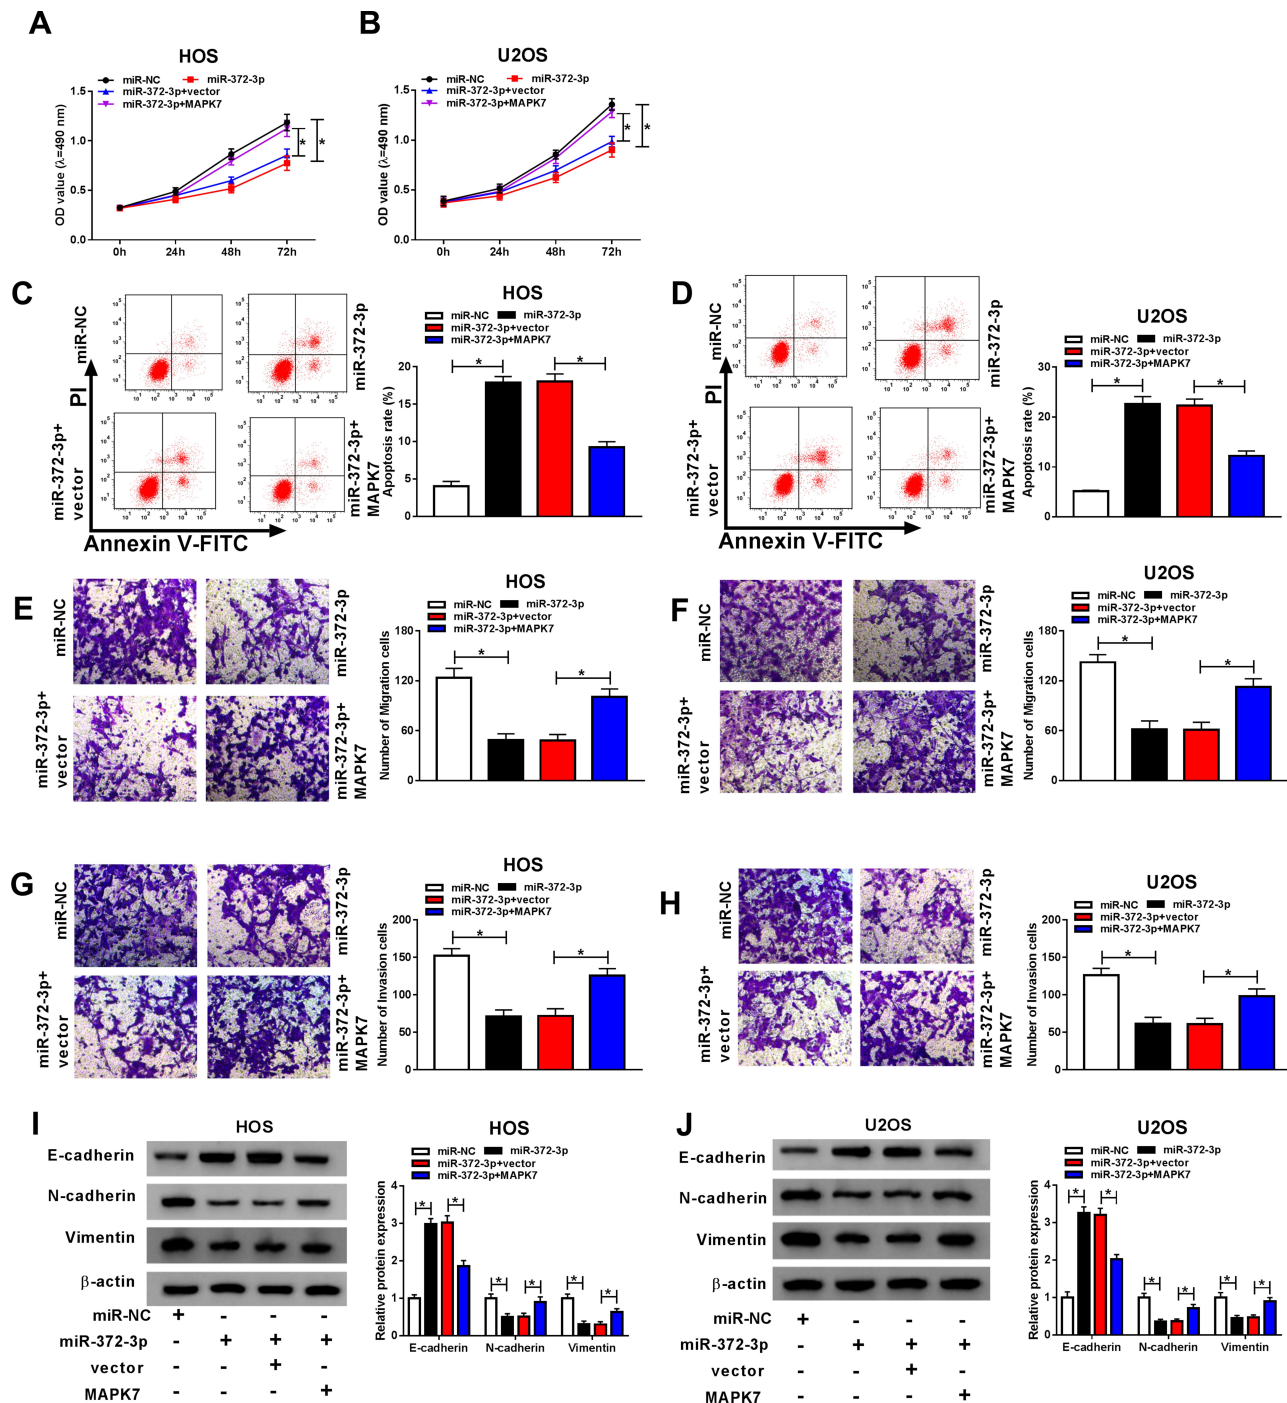 A
HOS
miR-NC miR-372-3p
miR-372-3p+vector
miR-372-3p+MAPK7
OD value (λ=490 nm)
1.5
1.0
0.5
0.0
0h 24h 48h 72h
*
*
B
U2OS
miR-NC miR-372-3p
miR-372-3p+vector
miR-372-3p+MAPK7
OD value (λ=490 nm)
1.5
1.0
0.5
0.0
0h 24h 48h 72h
*
*
C
miR-NC
miR-372-3p
miR-372-3p+
vector
miR-372-3p+
MAPK7
PI
Annexin V-FITC
HOS
miR-NC miR-372-3p
miR-372-3p+vector
miR-372-3p+MAPK7
Apoptosis rate (%)
20
15
10
5
0
*
*
D
miR-NC
miR-372-3p
miR-372-3p+
vector
miR-372-3p+
MAPK7
PI
Annexin V-FITC
U2OS
miR-NC miR-372-3p
miR-372-3p+vector
miR-372-3p+MAPK7
Apoptosis rate (%)
30
20
10
0
*
*
E
miR-NC
miR-372-3p
miR-372-3p+
vector
miR-372-3p+
MAPK7
HOS
miR-NC miR-372-3p
miR-372-3p+vector
miR-372-3p+MAPK7
Number of Migration cells
180
120
60
0
*
*
F
miR-NC
miR-372-3p
miR-372-3p+
vector
miR-372-3p+
MAPK7
U2OS
miR-NC miR-372-3p
miR-372-3p+vector
miR-372-3p+MAPK7
Number of Migration cells
180
120
60
0
*
*
G
miR-NC
miR-372-3p
miR-372-3p+
vector
miR-372-3p+
MAPK7
HOS
miR-NC miR-372-3p
miR-372-3p+vector
miR-372-3p+MAPK7
Number of Invasion cells
200
150
100
50
0
*
*
H
miR-NC
miR-372-3p
miR-372-3p+
vector
miR-372-3p+
MAPK7
U2OS
miR-NC miR-372-3p
miR-372-3p+vector
miR-372-3p+MAPK7
Number of Invasion cells
200
150
100
50
0
*
*
I
HOS
E-cadherin
N-cadherin
Vimentin
β-actin
miR-NC + - - -
miR-372-3p - + + +
vector - - + -
MAPK7 - - - +
HOS
miR-NC miR-372-3p
miR-372-3p+vector
miR-372-3p+MAPK7
Relative protein expression
4
3
2
1
0
* * * * * *
E-cadherin N-cadherin Vimentin
J
U2OS
E-cadherin
N-cadherin
Vimentin
β-actin
miR-NC + - - -
miR-372-3p - + + +
vector - - + -
MAPK7 - - - +
U2OS
miR-NC miR-372-3p
miR-372-3p+vector
miR-372-3p+MAPK7
Relative protein expression
4
3
2
1
0
* * * * * *
E-cadherin N-cadherin Vimentin